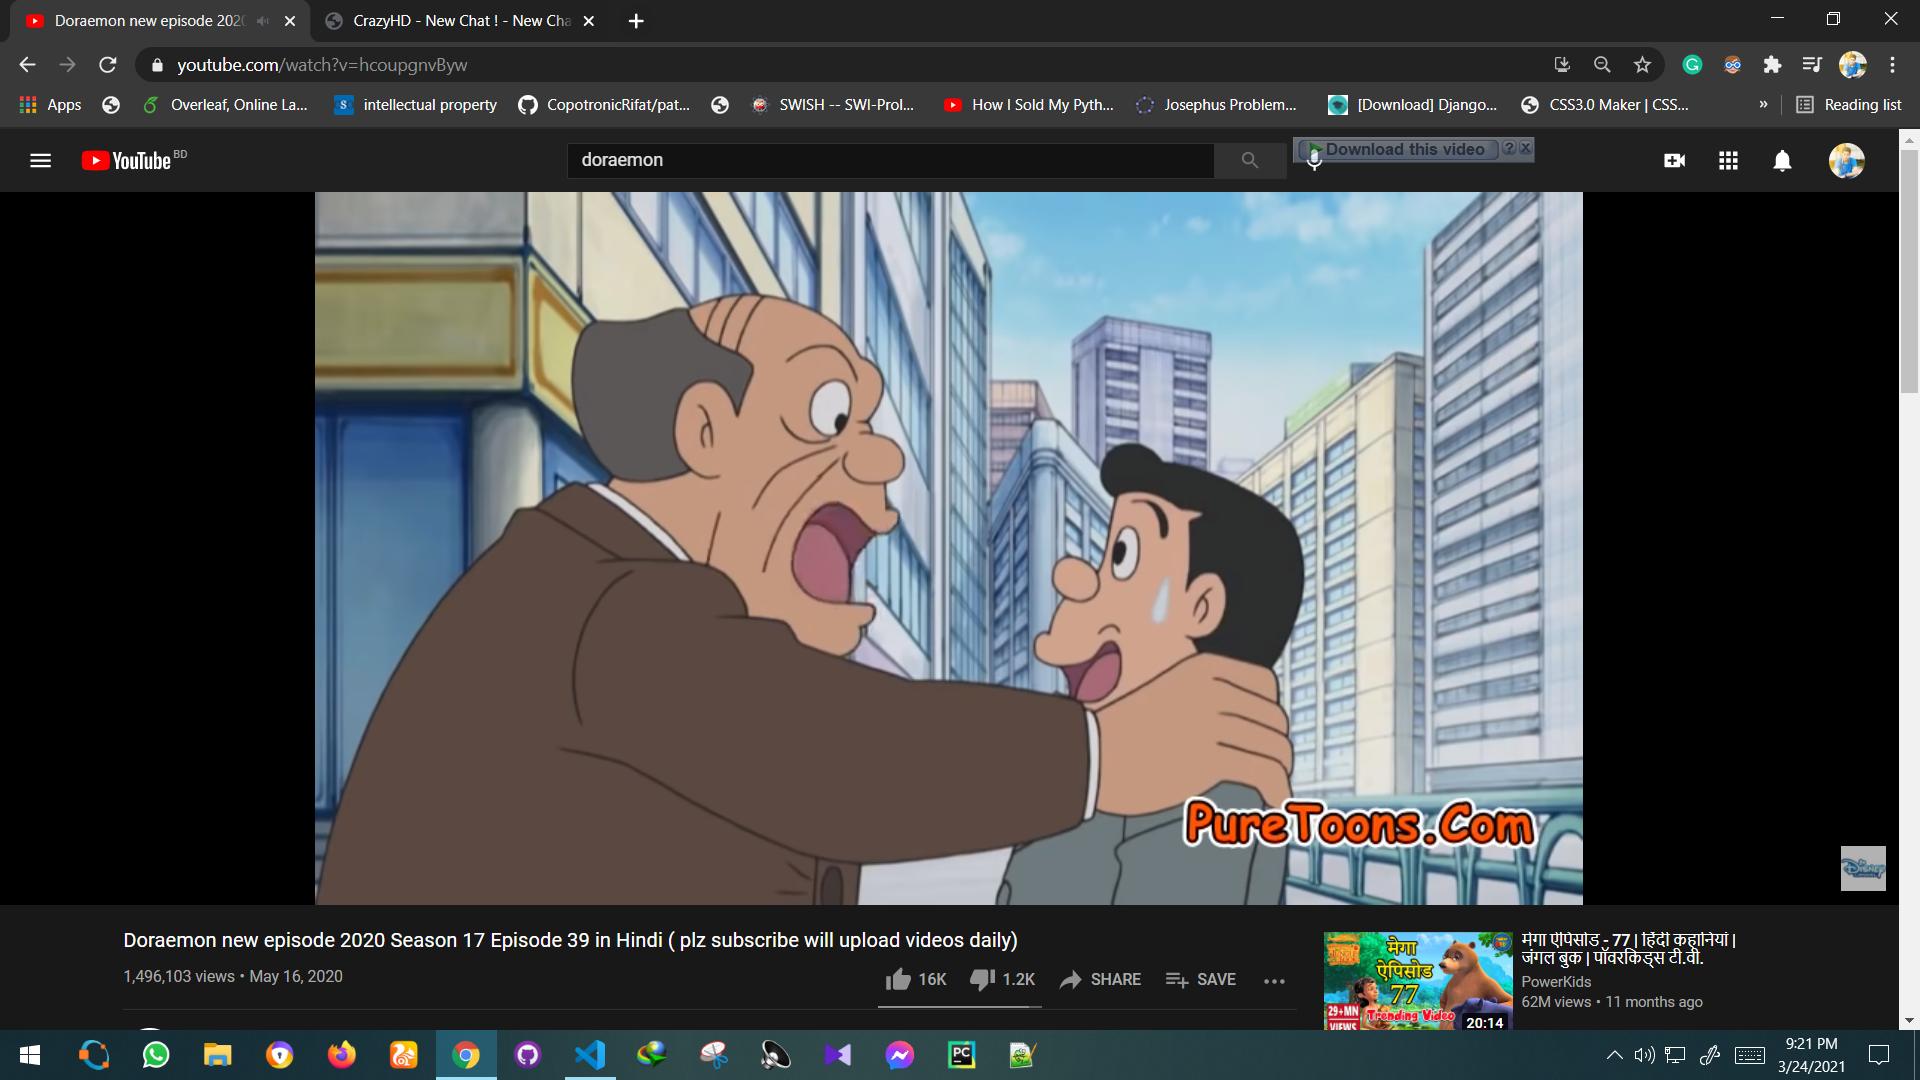 Doraemon new episode 202
CrazyHD - New Chat ! - New Cha
youtube.com/watch?v=hcoupgnvByw
Apps
Overleaf, Online La...
S
intellectual property
CopotronicRifat/pat...
SWISH -- SWI-Prol...
How I Sold My Pyth...
Josephus Problem...
[Download] Django...
CSS3.0 Maker | CSS...
»
Reading list
YouTube BD
doraemon
Download this video
PureToons.Com
Disney
Doraemon new episode 2020 Season 17 Episode 39 in Hindi ( plz subscribe will upload videos daily)
1,496,103 views • May 16, 2020
16K
1.2K
SHARE
SAVE
मेगा ऐपिसोड
77
29+MN
VIEWS
Trending Video
20:14
मेगा ऐपिसोड - 77 | हिंदी कहानियां |
जंगल बुक | पॉवरकिड्स टी.वी.
PowerKids
62M views • 11 months ago
PC
9:21 PM
3/24/2021